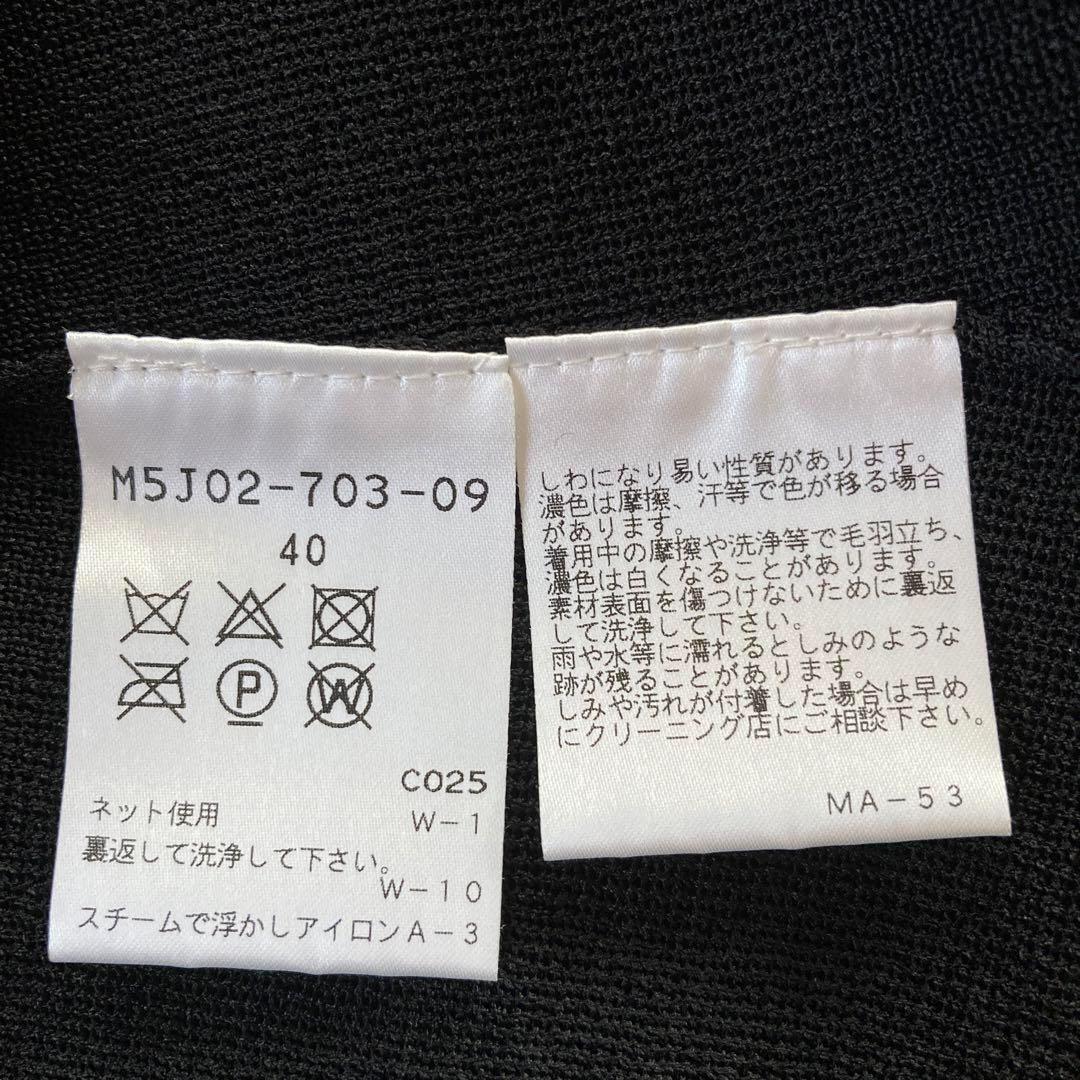 M5J02-703-09
40
P
W
C025
ネット使用 W-1
裏返して洗浄して下さい。
W-10
スチームで浮かしアイロンA-3
しわになり易い性質があります。
濃色は摩擦、汗等で色が移る場合
があります。
着用中の摩擦や洗浄等で毛羽立ち、
濃色は白くなることがあります。
素材表面を傷つけないために裏返
して洗浄して下さい。
雨や水等に濡れるとしみのような
跡が残ることがあります。
しみや汚れが付着した場合は早め
にクリーニング店にご相談下さい。
MA-53